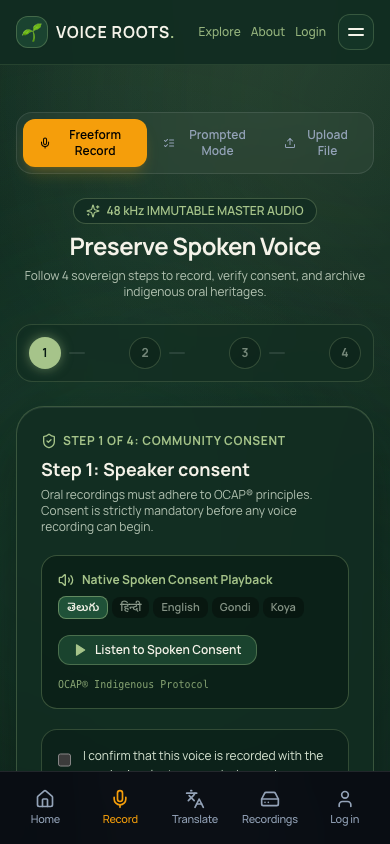 VOICE ROOTS.
Explore About Login
Freeform Record
Prompted Mode
Upload File
48 kHz IMMUTABLE MASTER AUDIO
Preserve Spoken Voice
Follow 4 sovereign steps to record, verify consent, and archive
indigenous oral heritages.
1 2 3 4
STEP 1 OF 4: COMMUNITY CONSENT
Step 1: Speaker consent
Oral recordings must adhere to OCAP® principles.
Consent is strictly mandatory before any voice
recording can begin.
Native Spoken Consent Playback
తెలుగు हिन्दी English Gondi Koya
Listen to Spoken Consent
OCAP® Indigenous Protocol
I confirm that this voice is recorded with the
Home Record Translate Recordings Log in